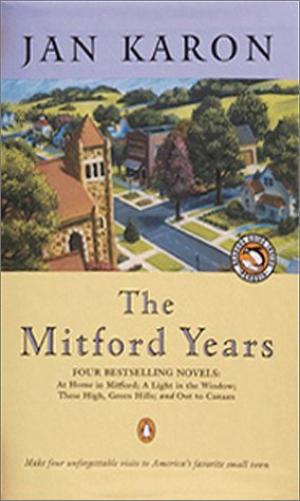 JAN KARON
The
Mitford Years
FOUR BESTSELLING NOVELS:
At Home in Mitford; A Light in the Window;
These High, Green Hills; and Out to Canaan
Make four unforgettable visits to America's favorite small town